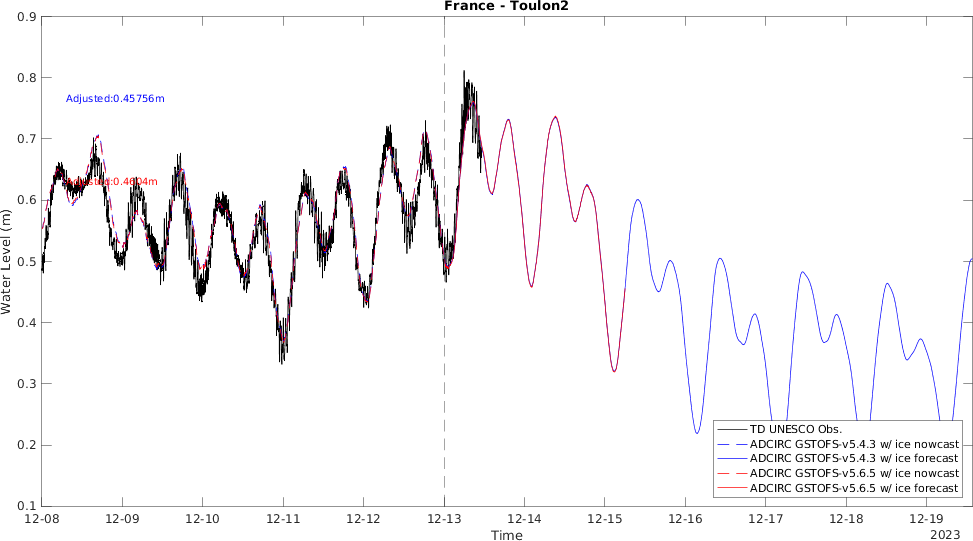 France - Toulon2
0.9
0.8
0.7
0.6
0.5
0.4
0.3
0.2
0.1
Water Level (m)
Adjusted:0.45756m
Adjusted:0.4604m
TD UNESCO Obs.
ADCIRC GSTOFS-v5.4.3 w/ ice nowcast
ADCIRC GSTOFS-v5.4.3 w/ ice forecast
ADCIRC GSTOFS-v5.6.5 w/ ice nowcast
ADCIRC GSTOFS-v5.6.5 w/ ice forecast
12-08 12-09 12-10 12-11 12-12 12-13 12-14 12-15 12-16 12-17 12-18 12-19
Time
2023